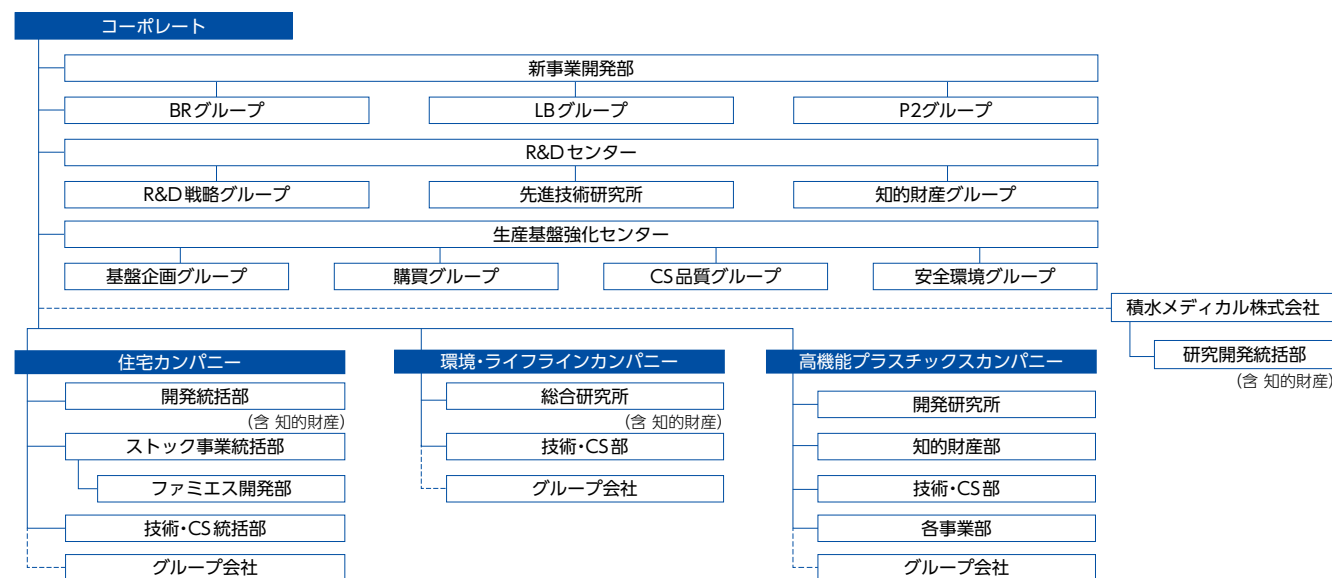 コーポレート
新事業開発部
BRグループ
LBグループ
P2グループ
R&Dセンター
R&D戦略グループ
先進技術研究所
知的財産グループ
生産基盤強化センター
基盤企画グループ
購買グループ
CS品質グループ
安全環境グループ
積水メディカル株式会社
研究開発統括部
(含 知的財産)
住宅カンパニー
開発統括部
(含 知的財産)
ストック事業統括部
ファミエス開発部
技術・CS統括部
グループ会社
環境・ライフラインカンパニー
総合研究所
(含 知的財産)
技術・CS部
グループ会社
高機能プラスチックスカンパニー
開発研究所
知的財産部
技術・CS部
各事業部
グループ会社